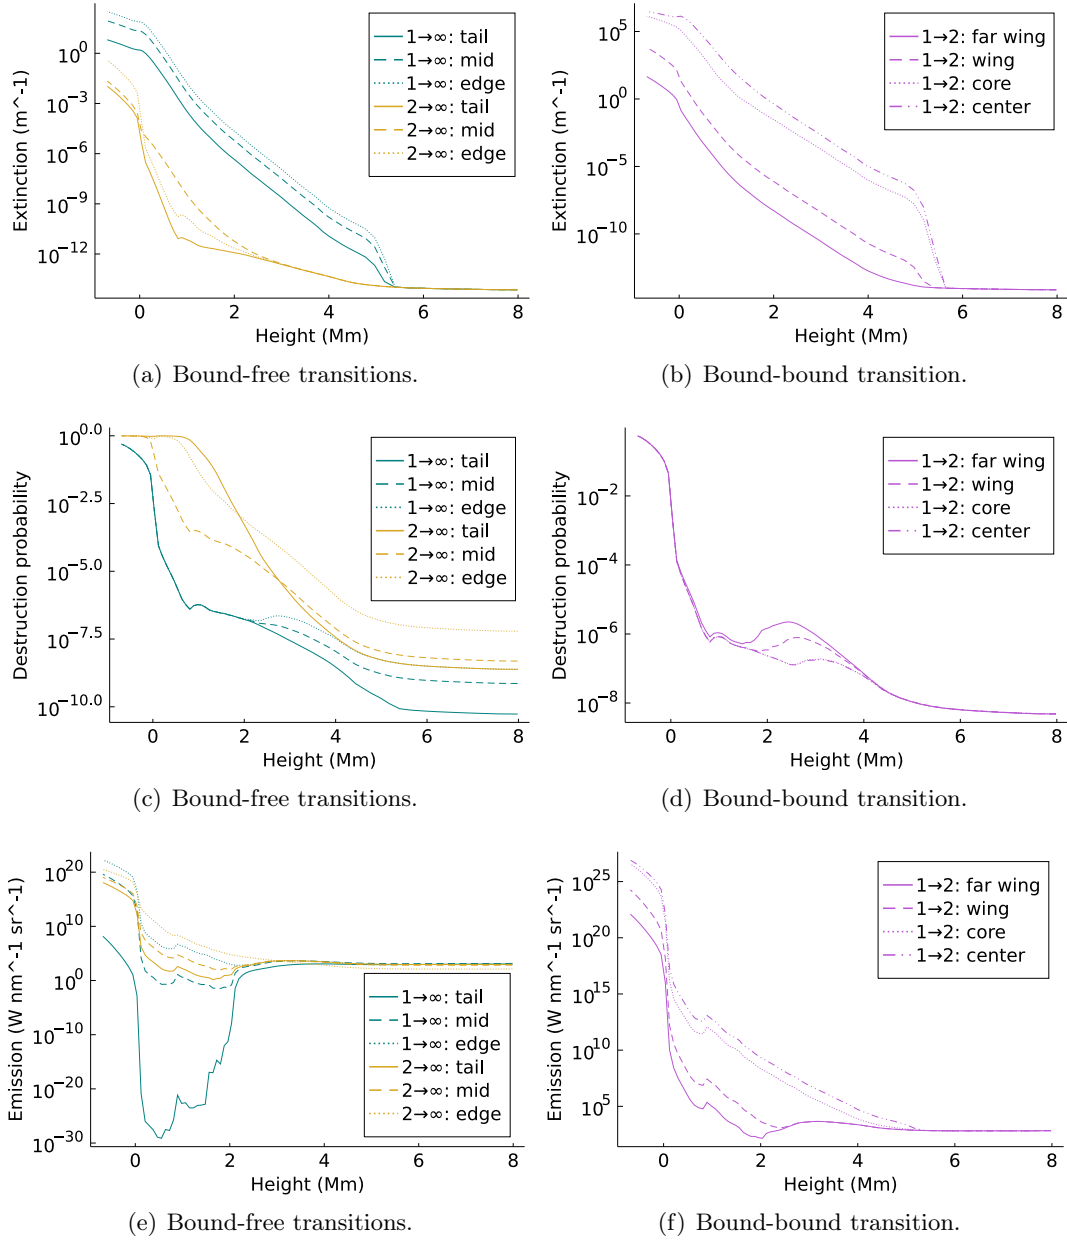 Extinction (m^-1)
10^0
10^−3
10^−6
10^−9
10^−12
0 2 4 6 8
Height (Mm)
1→∞: tail
1→∞: mid
1→∞: edge
2→∞: tail
2→∞: mid
2→∞: edge
(a) Bound-free transitions.
Extinction (m^-1)
10^5
10^0
10^−5
10^−10
0 2 4 6 8
Height (Mm)
1→2: far wing
1→2: wing
1→2: core
1→2: center
(b) Bound-bound transition.
Destruction probability
10^0.0
10^−2.5
10^−5.0
10^−7.5
10^−10.0
0 2 4 6 8
Height (Mm)
1→∞: tail
1→∞: mid
1→∞: edge
2→∞: tail
2→∞: mid
2→∞: edge
(c) Bound-free transitions.
Destruction probability
10^−2
10^−4
10^−6
10^−8
0 2 4 6 8
Height (Mm)
1→2: far wing
1→2: wing
1→2: core
1→2: center
(d) Bound-bound transition.
Emission (W nm^-1 sr^-1)
10^20
10^10
10^0
10^−10
10^−20
10^−30
0 2 4 6 8
Height (Mm)
1→∞: tail
1→∞: mid
1→∞: edge
2→∞: tail
2→∞: mid
2→∞: edge
(e) Bound-free transitions.
Emission (W nm^-1 sr^-1)
10^25
10^20
10^15
10^10
10^5
0 2 4 6 8
Height (Mm)
1→2: far wing
1→2: wing
1→2: core
1→2: center
(f) Bound-bound transition.